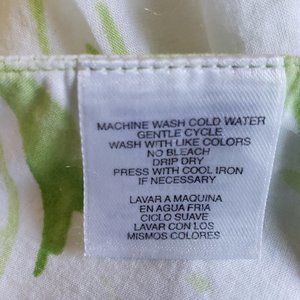 MACHINE WASH COLD WATER
GENTLE CYCLE
WASH WITH LIKE COLORS
NO BLEACH
DRIP DRY
PRESS WITH COOL IRON
IF NECESSARY
LAVAR A MAQUINA
EN AGUA FRIA
CICLO SUAVE
LAVAR CON LOS
MISMOS COLORES